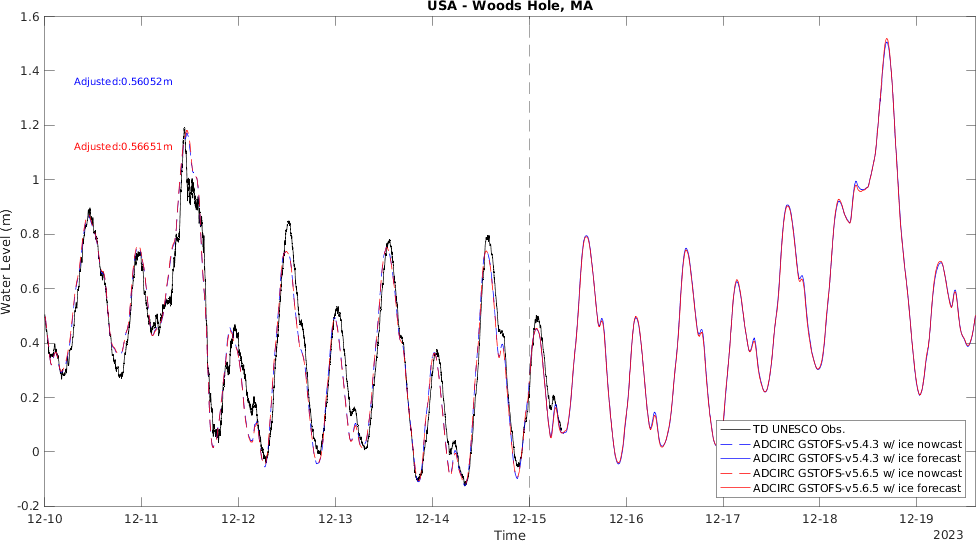 USA - Woods Hole, MA
1.6
1.4
1.2
1
0.8
0.6
0.4
0.2
0
-0.2
Water Level (m)
Adjusted:0.56052m
Adjusted:0.56651m
TD UNESCO Obs.
ADCIRC GSTOFS-v5.4.3 w/ ice nowcast
ADCIRC GSTOFS-v5.4.3 w/ ice forecast
ADCIRC GSTOFS-v5.6.5 w/ ice nowcast
ADCIRC GSTOFS-v5.6.5 w/ ice forecast
12-10 12-11 12-12 12-13 12-14 12-15 12-16 12-17 12-18 12-19
Time
2023